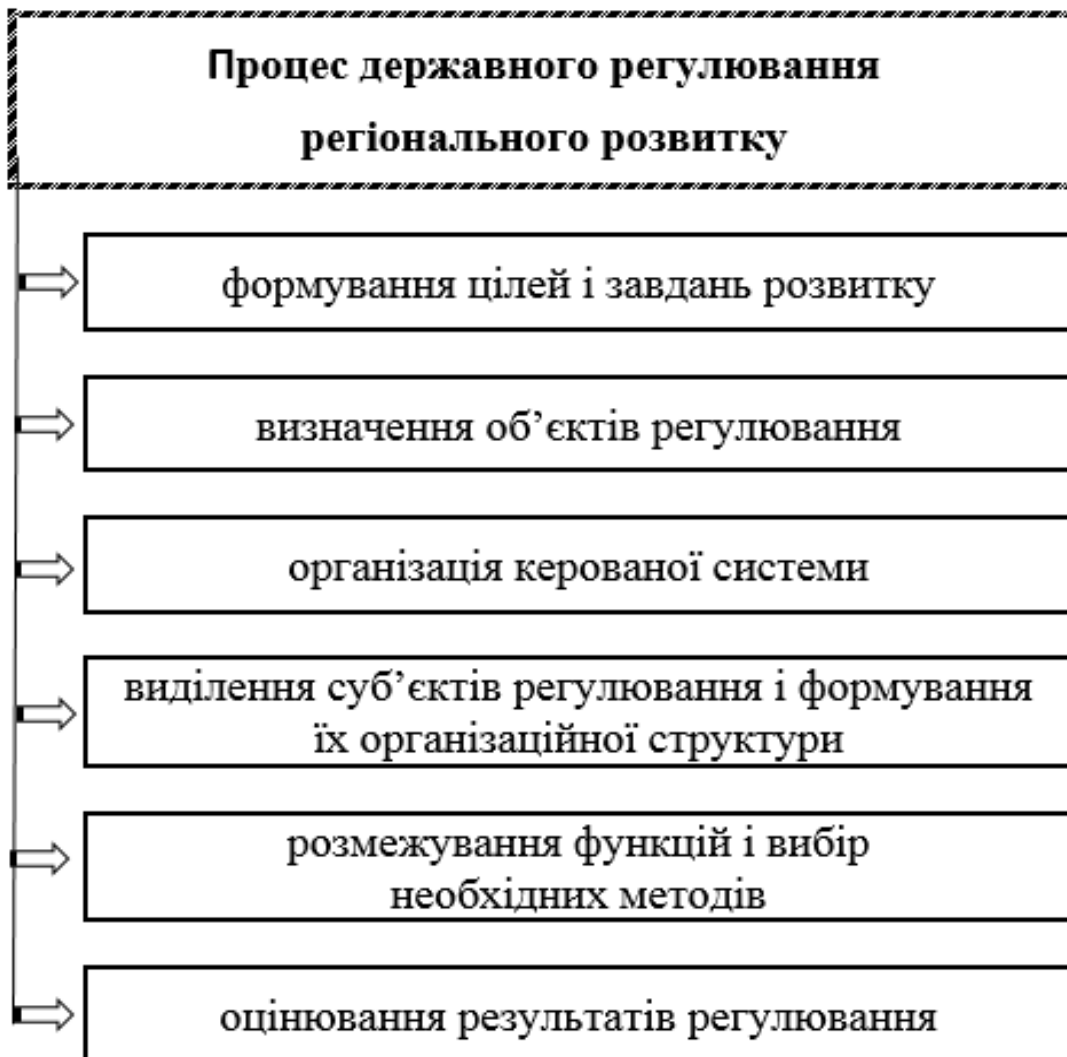 Процес державного регулювання
регіонального розвитку
формування цілей і завдань розвитку
визначення об’єктів регулювання
організація керованої системи
виділення суб’єктів регулювання і формування
їх організаційної структури
розмежування функцій і вибір
необхідних методів
оцінювання результатів регулювання